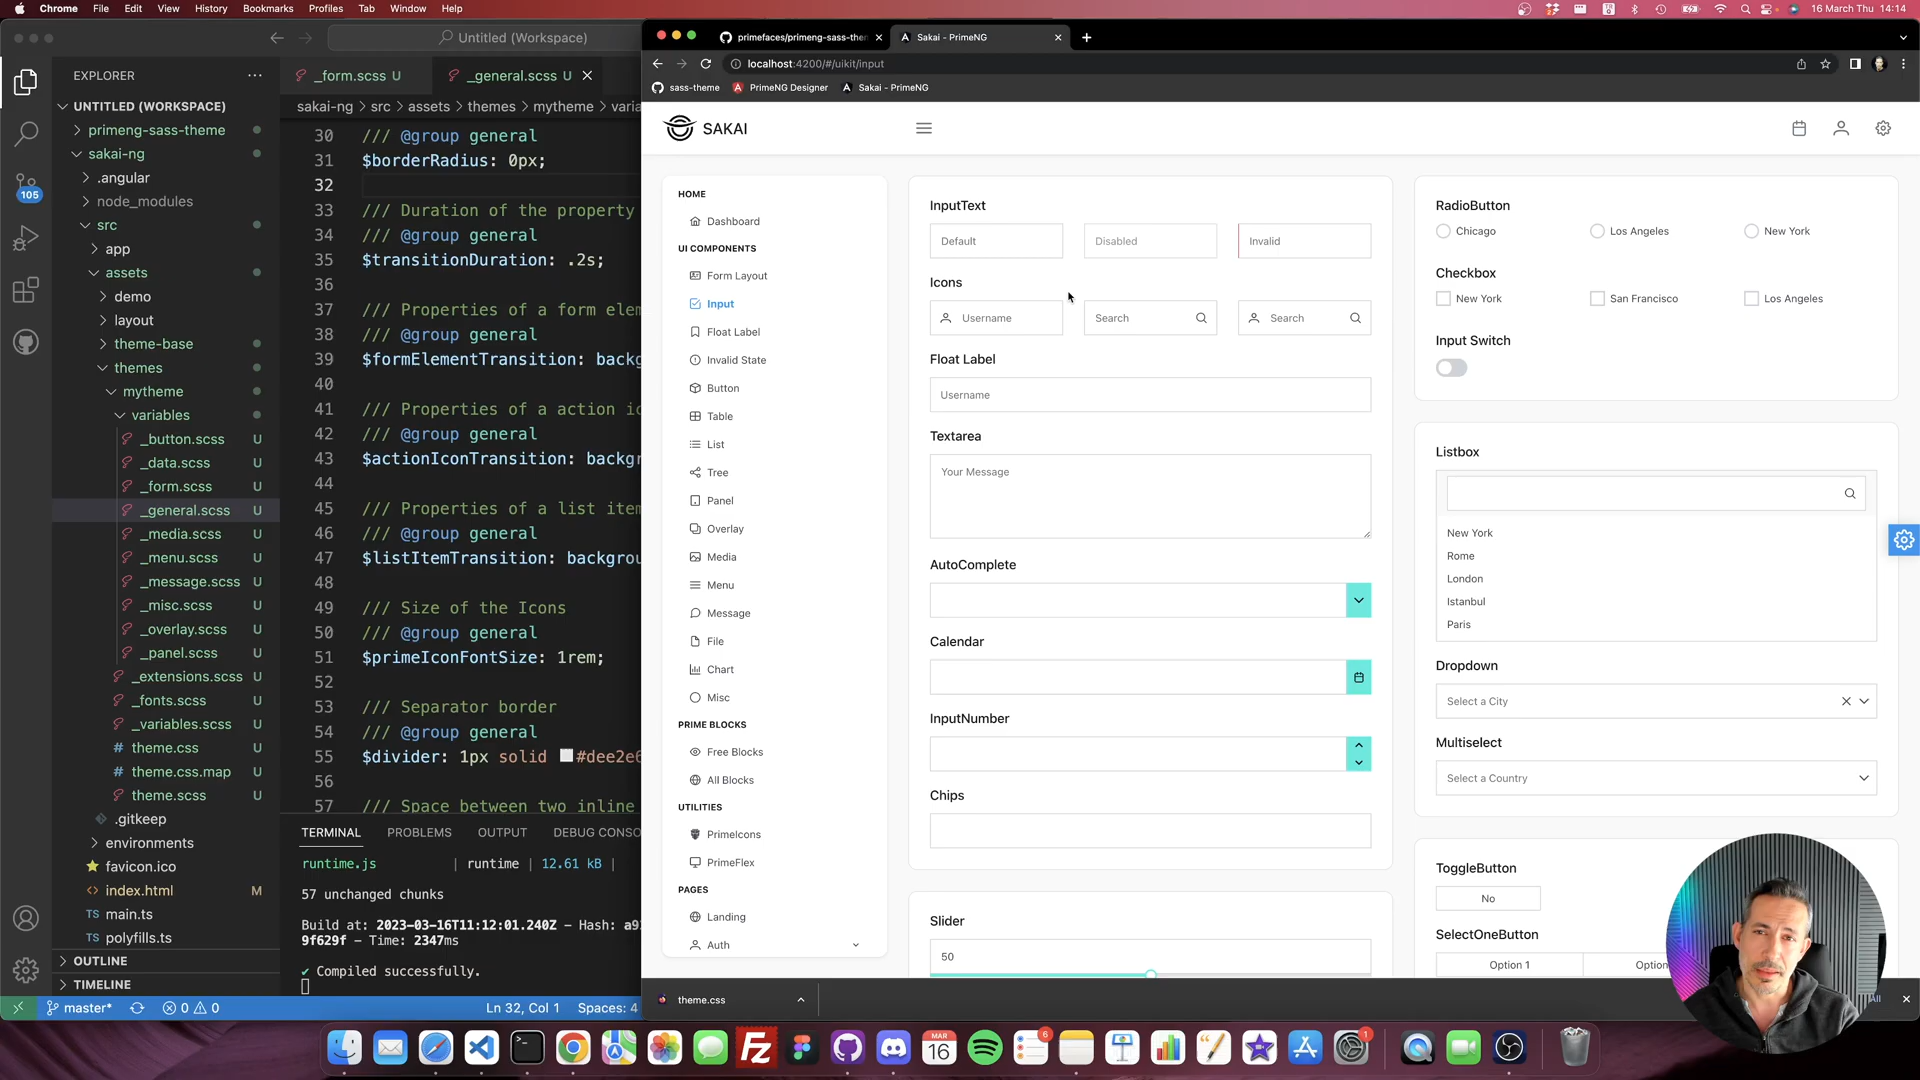 Chrome File Edit View History Bookmarks Profiles Tab Window Help
16 March Thu 14:14
Untitled (Workspace)
EXPLORER
UNTITLED (WORKSPACE)
primeng-sass-theme
sakai-ng
.angular
node_modules
src
app
assets
demo
layout
theme-base
themes
mytheme
variables
_button.scss U
_data.scss U
_form.scss U
_general.scss U
_media.scss U
_menu.scss U
_message.scss U
_misc.scss U
_overlay.scss U
_panel.scss U
_extensions.scss U
_fonts.scss U
_variables.scss U
# theme.css U
# theme.css.map U
theme.scss U
.gitkeep
environments
favicon.ico
<> index.html M
TS main.ts
TS polyfills.ts
OUTLINE
TIMELINE
105
_form.scss U
_general.scss U
sakai-ng > src > assets > themes > mytheme >
30 /// @group general
31 $borderRadius: 0px;
32
33 /// Duration of the property
34 /// @group general
35 $transitionDuration: .2s;
36
37 /// Properties of a form
38 /// @group general
39 $formElementTransition:
40
41 /// Properties of a action
42 /// @group general
43 $actionIconTransition:
44
45 /// Properties of a list item
46 /// @group general
47 $listItemTransition:
48
49 /// Size of the Icons
50 /// @group general
51 $primeIconFontSize: 1rem;
52
53 /// Separator border
54 /// @group general
55 $divider: 1px solid #dee2e6
56
57 /// Space between two inline
TERMINAL PROBLEMS OUTPUT DEBUG
runtime.js | runtime | 12.61 kB |
57 unchanged chunks
Build at: 2023-03-16T11:12:01.240Z - Hash:
9f629f - Time: 2347ms
✔ Compiled successfully.
master* 0 0
Ln 32, Col 1 Spaces: 4
primefaces/primeng-sass-the
Sakai - PrimeNG
localhost:4200/#/uikit/input
sass-theme
PrimeNG Designer
Sakai - PrimeNG
SAKAI
HOME
Dashboard
UI COMPONENTS
Form Layout
Input
Float Label
Invalid State
Button
Table
List
Tree
Panel
Overlay
Media
Menu
Message
File
Chart
Misc
PRIME BLOCKS
Free Blocks
All Blocks
UTILITIES
PrimeIcons
PrimeFlex
PAGES
Landing
Auth
InputText
Default
Disabled
Invalid
Icons
Username
Search
Search
Float Label
Username
Textarea
Your Message
AutoComplete
Calendar
InputNumber
Chips
Slider
50
RadioButton
Chicago
Los Angeles
New York
Checkbox
New York
San Francisco
Los Angeles
Input Switch
Listbox
New York
Rome
London
Istanbul
Paris
Dropdown
Select a City
Multiselect
Select a Country
ToggleButton
No
SelectOneButton
Option 1
theme.css
All
MAR
16
6
1